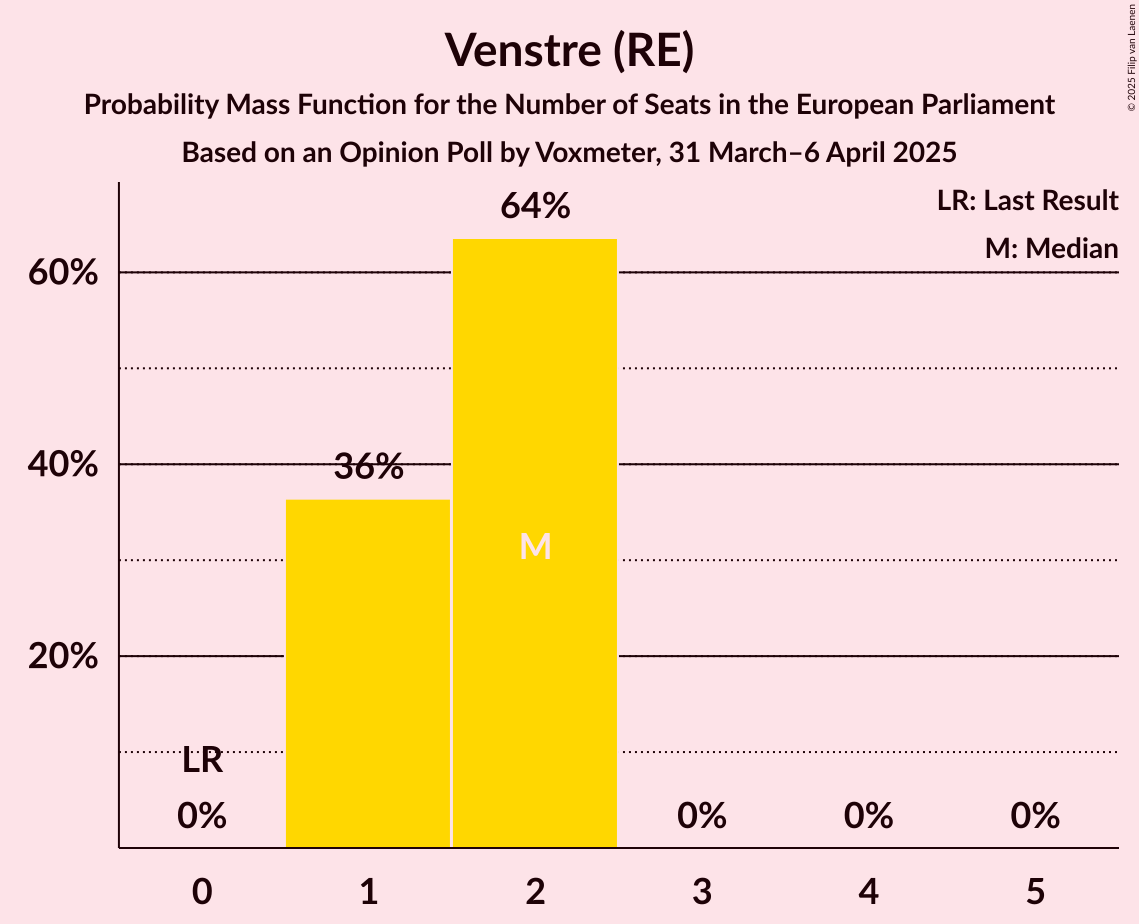 Venstre (RE)
Probability Mass Function for the Number of Seats in the European Parliament
Based on an Opinion Poll by Voxmeter, 31 March–6 April 2025
© 2025 Filip van Laenen
LR: Last Result
M: Median
64%
60%
40%
36%
M
20%
LR
0%
0%
0%
0%
0
1
2
3
4
5